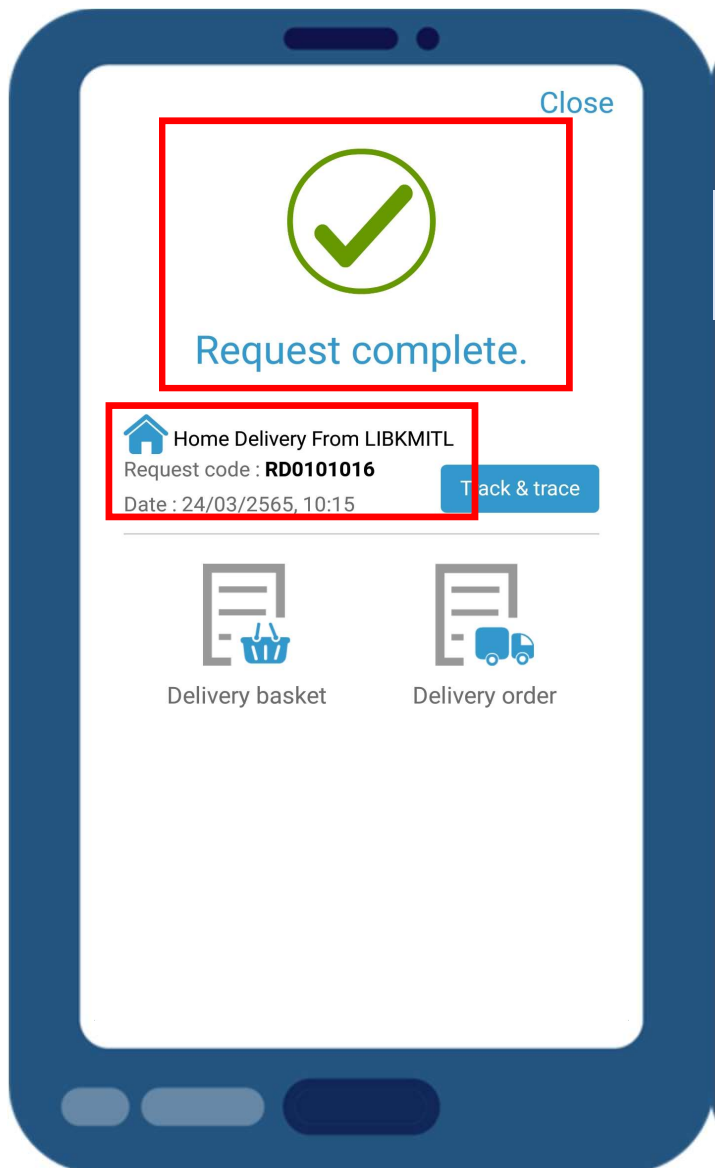 Close
Request complete.
Home Delivery From LIBKMITL
Request code : RD0101016
Date : 24/03/2565, 10:15
Track & trace
Delivery basket
Delivery order